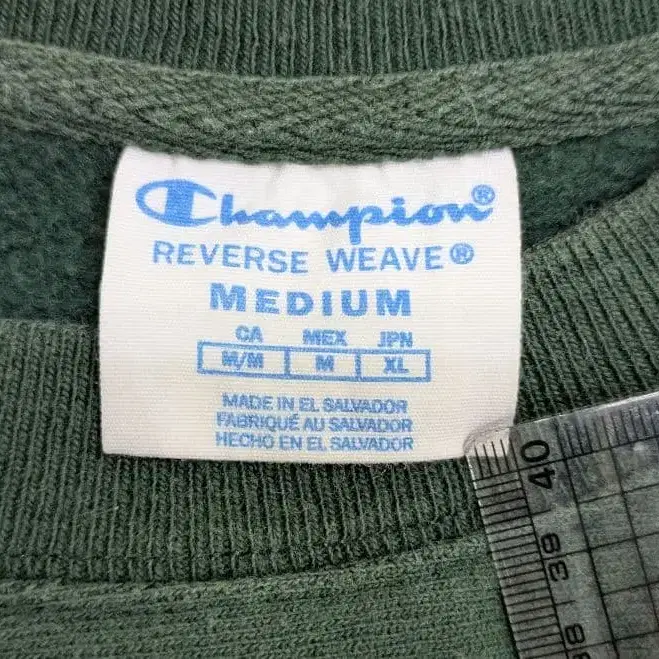 Champion®
REVERSE WEAVE®
MEDIUM
CA MEX JPN
M/M M XL
MADE IN EL SALVADOR
FABRIQUÉ AU SALVADOR
HECHO EN EL SALVADOR
40
39
38